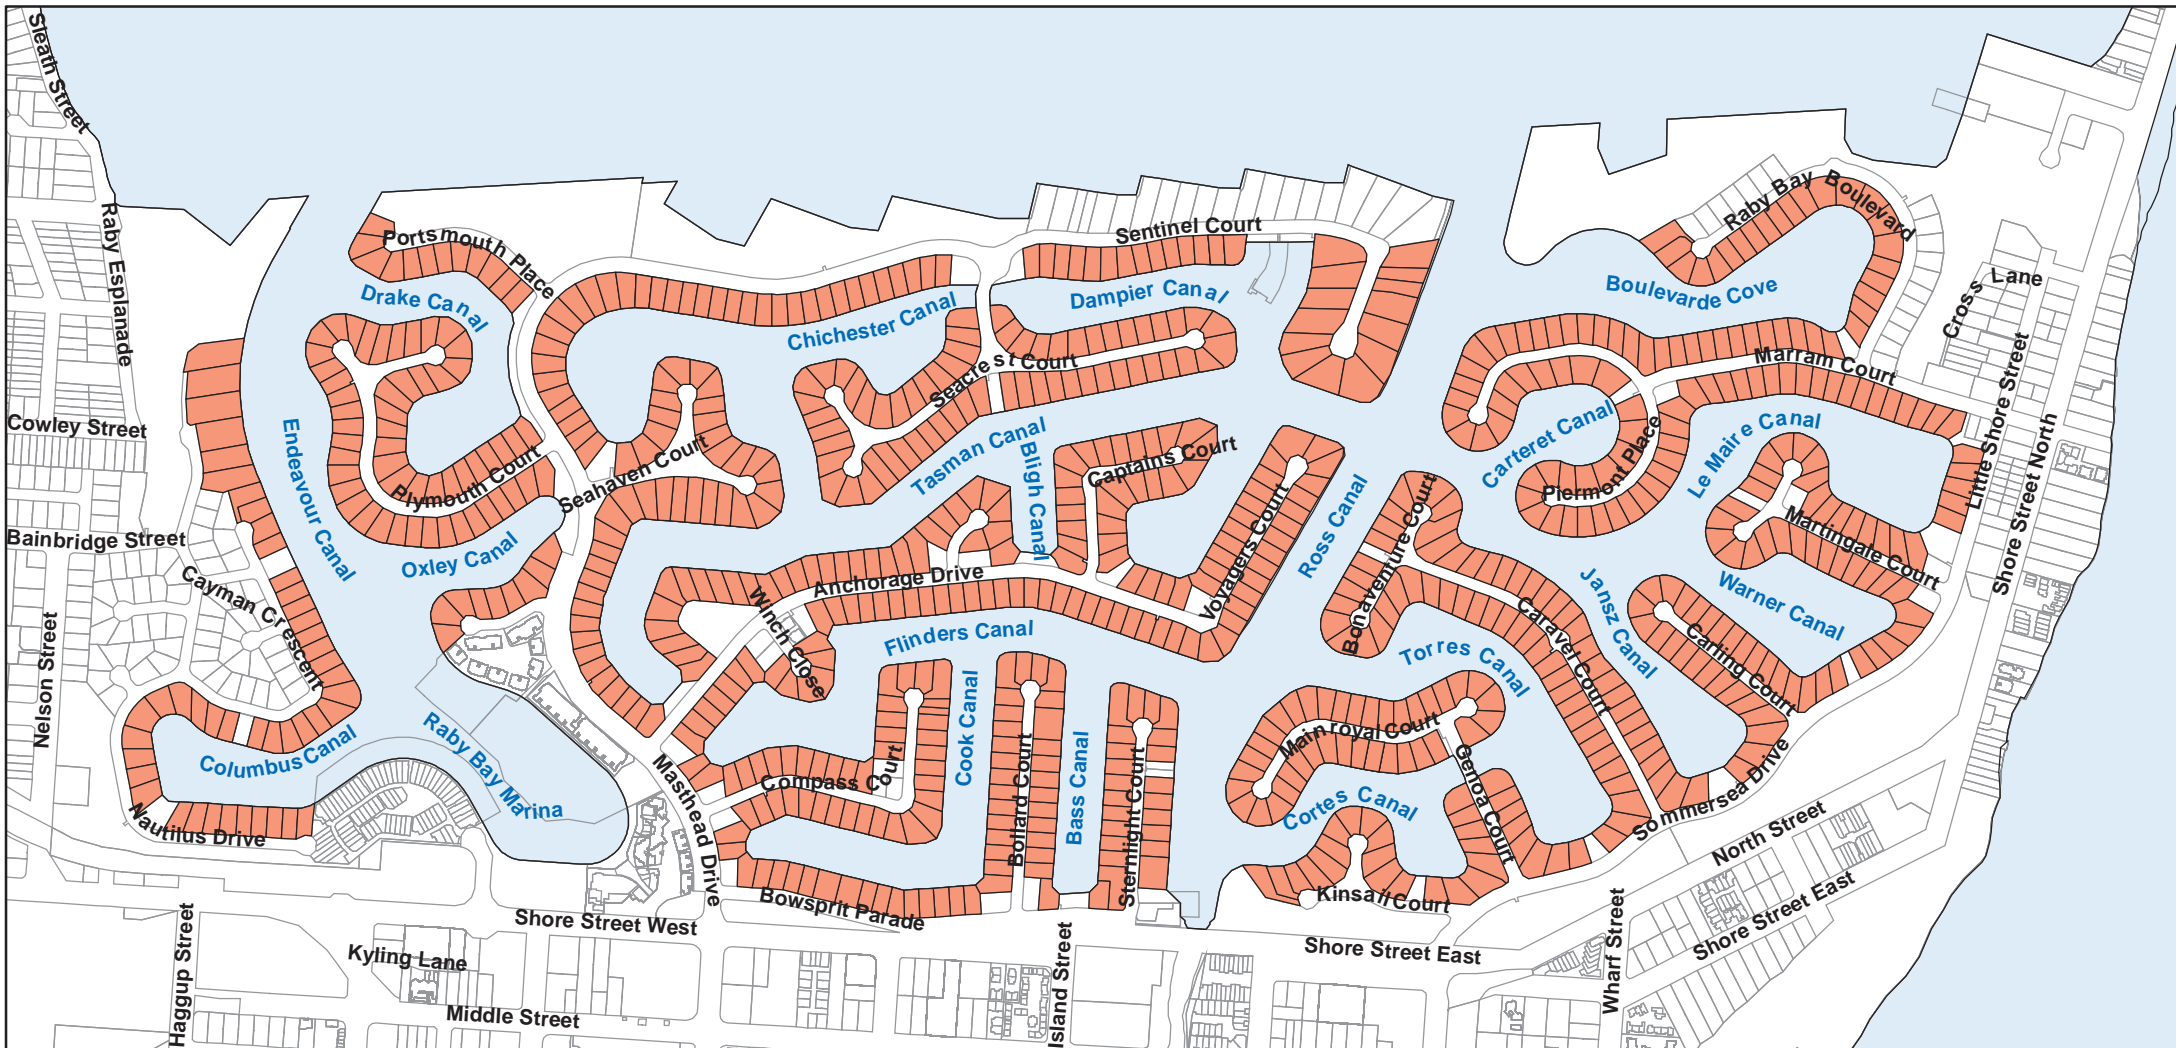 Sleath Street
Raby Esplanade
Portsmouth Place
Drake Canal
Sentinel Court
Raby Bay Boulevard
Chichester Canal
Dampier Canal
Boulevarde Cove
Cross Lane
Little Shore Street
Shore Street North
Seacrest Court
Marram Court
Cowley Street
Endeavour Canal
Plymouth Court
Seahaven Court
Tasman Canal
Bligh Canal
Captains Court
Carteret Canal
Piermont Place
Le Maire Canal
Martingale Court
Bainbridge Street
Oxley Canal
Cayman Crescent
Anchorage Drive
Winch Close
Voyagers Court
Ross Canal
Bonaventure Court
Caravel Court
Jansz Canal
Warner Canal
Carling Court
Nelson Street
Flinders Canal
Torres Canal
Columbus Canal
Raby Bay Marina
Masthead Drive
Compass Court
Cook Canal
Bollard Court
Bass Canal
Sternlight Court
Mainroyal Court
Genoa Court
Cortes Canal
Sommersea Drive
Nautilus Drive
Bowsprit Parade
Kinsail Court
North Street
Shore Street West
Shore Street East
Shore Street East
Haggup Street
Kyling Lane
Middle Street
Island Street
Wharf Street